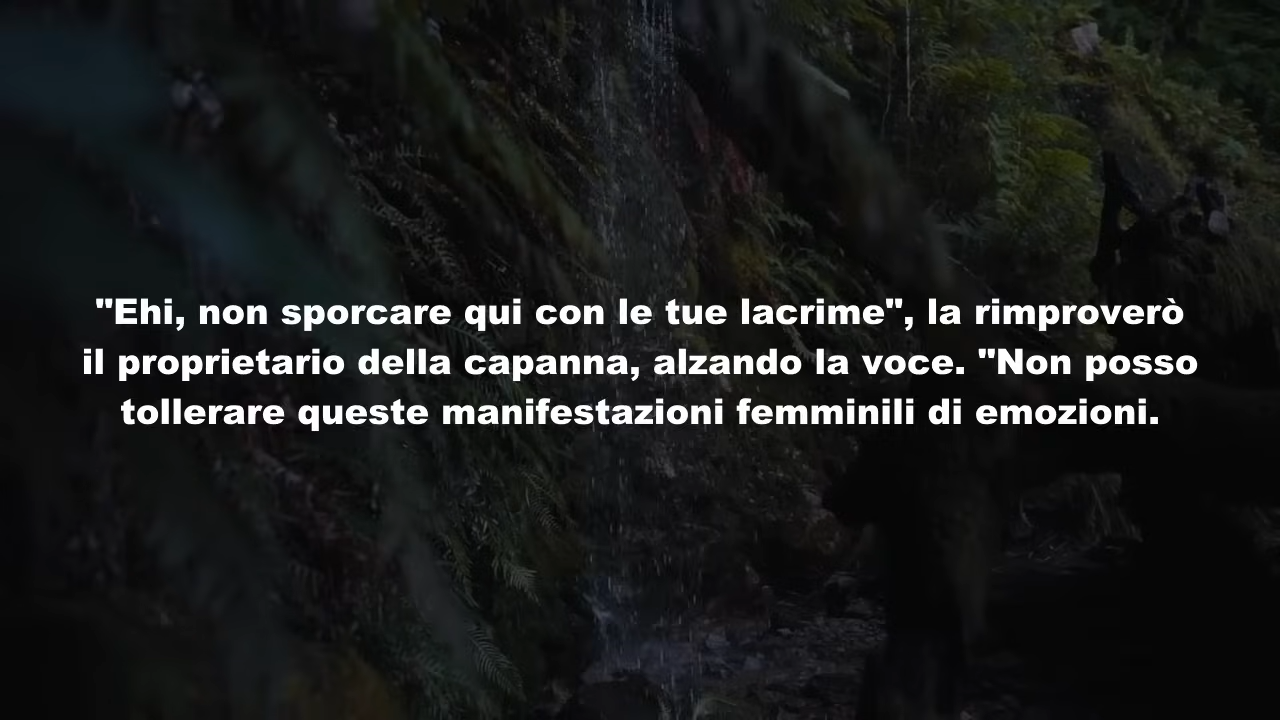 "Ehi, non sporcare qui con le tue lacrime", la rimproverò
il proprietario della capanna, alzando la voce. "Non posso
tollerare queste manifestazioni femminili di emozioni.